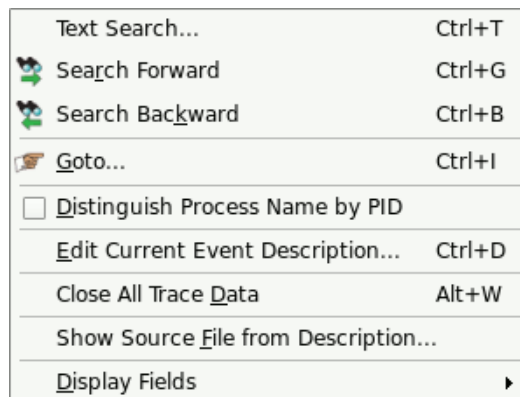 Text Search... Ctrl+T
Search Forward Ctrl+G
Search Backward Ctrl+B
Goto... Ctrl+I
Distinguish Process Name by PID
Edit Current Event Description... Ctrl+D
Close All Trace Data Alt+W
Show Source File from Description...
Display Fields